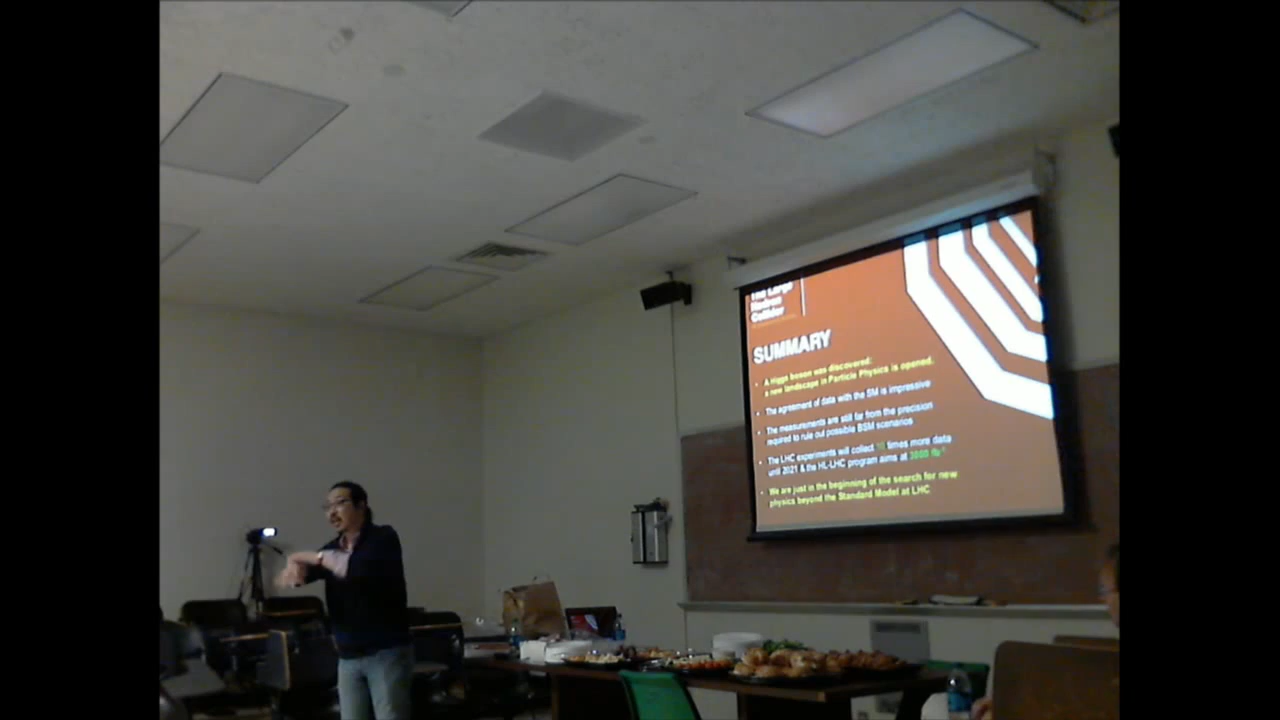 The Large
Hadron
Collider
SUMMARY
• A Higgs boson was discovered:
a new landscape in Particle Physics is opened.
• The agreement of data with the SM is impressive
• The measurements are still far from the precision
required to rule out possible BSM scenarios
• The LHC experiments will collect times more data
until 2021 & the HL-LHC program aims at 3000 fb⁻¹
• We are just in the beginning of the search for new
physics beyond the Standard Model at LHC